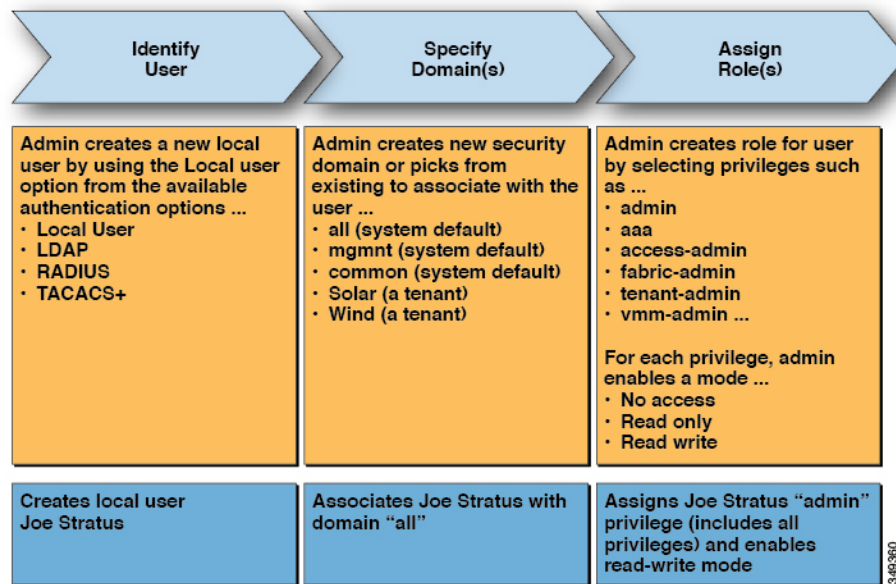 Identify
User
Specify
Domain(s)
Assign
Role(s)
Admin creates a new local
user by using the Local user
option from the available
authentication options ...
• Local User
• LDAP
• RADIUS
• TACACS+
Admin creates new security
domain or picks from
existing to associate with the
user ...
• all (system default)
• mgmnt (system default)
• common (system default)
• Solar (a tenant)
• Wind (a tenant)
Admin creates role for user
by selecting privileges such
as ...
• admin
• aaa
• access-admin
• fabric-admin
• tenant-admin
• vmm-admin ...
For each privilege, admin
enables a mode ...
• No access
• Read only
• Read write
Creates local user
Joe Stratus
Associates Joe Stratus with
domain “all”
Assigns Joe Stratus “admin”
privilege (includes all
privileges) and enables
read-write mode
349360